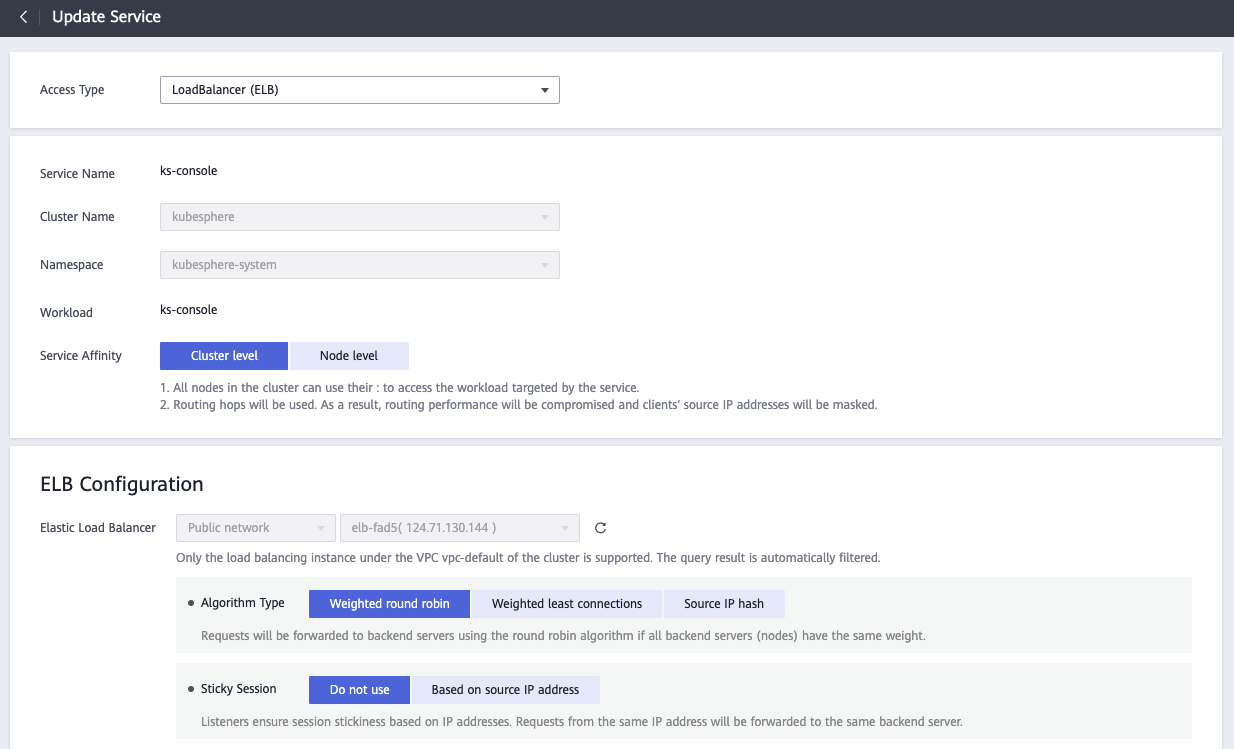 Update Service
Access Type LoadBalancer (ELB)
Service Name ks-console
Cluster Name kubesphere
Namespace kubesphere-system
Workload ks-console
Service Affinity Cluster level Node level
1. All nodes in the cluster can use their : to access the workload targeted by the service.
2. Routing hops will be used. As a result, routing performance will be compromised and clients' source IP addresses will be masked.
ELB Configuration
Elastic Load Balancer Public network elb-fad5( 124.71.130.144 )
Only the load balancing instance under the VPC vpc-default of the cluster is supported. The query result is automatically filtered.
Algorithm Type Weighted round robin Weighted least connections Source IP hash
Requests will be forwarded to backend servers using the round robin algorithm if all backend servers (nodes) have the same weight.
Sticky Session Do not use Based on source IP address
Listeners ensure session stickiness based on IP addresses. Requests from the same IP address will be forwarded to the same backend server.